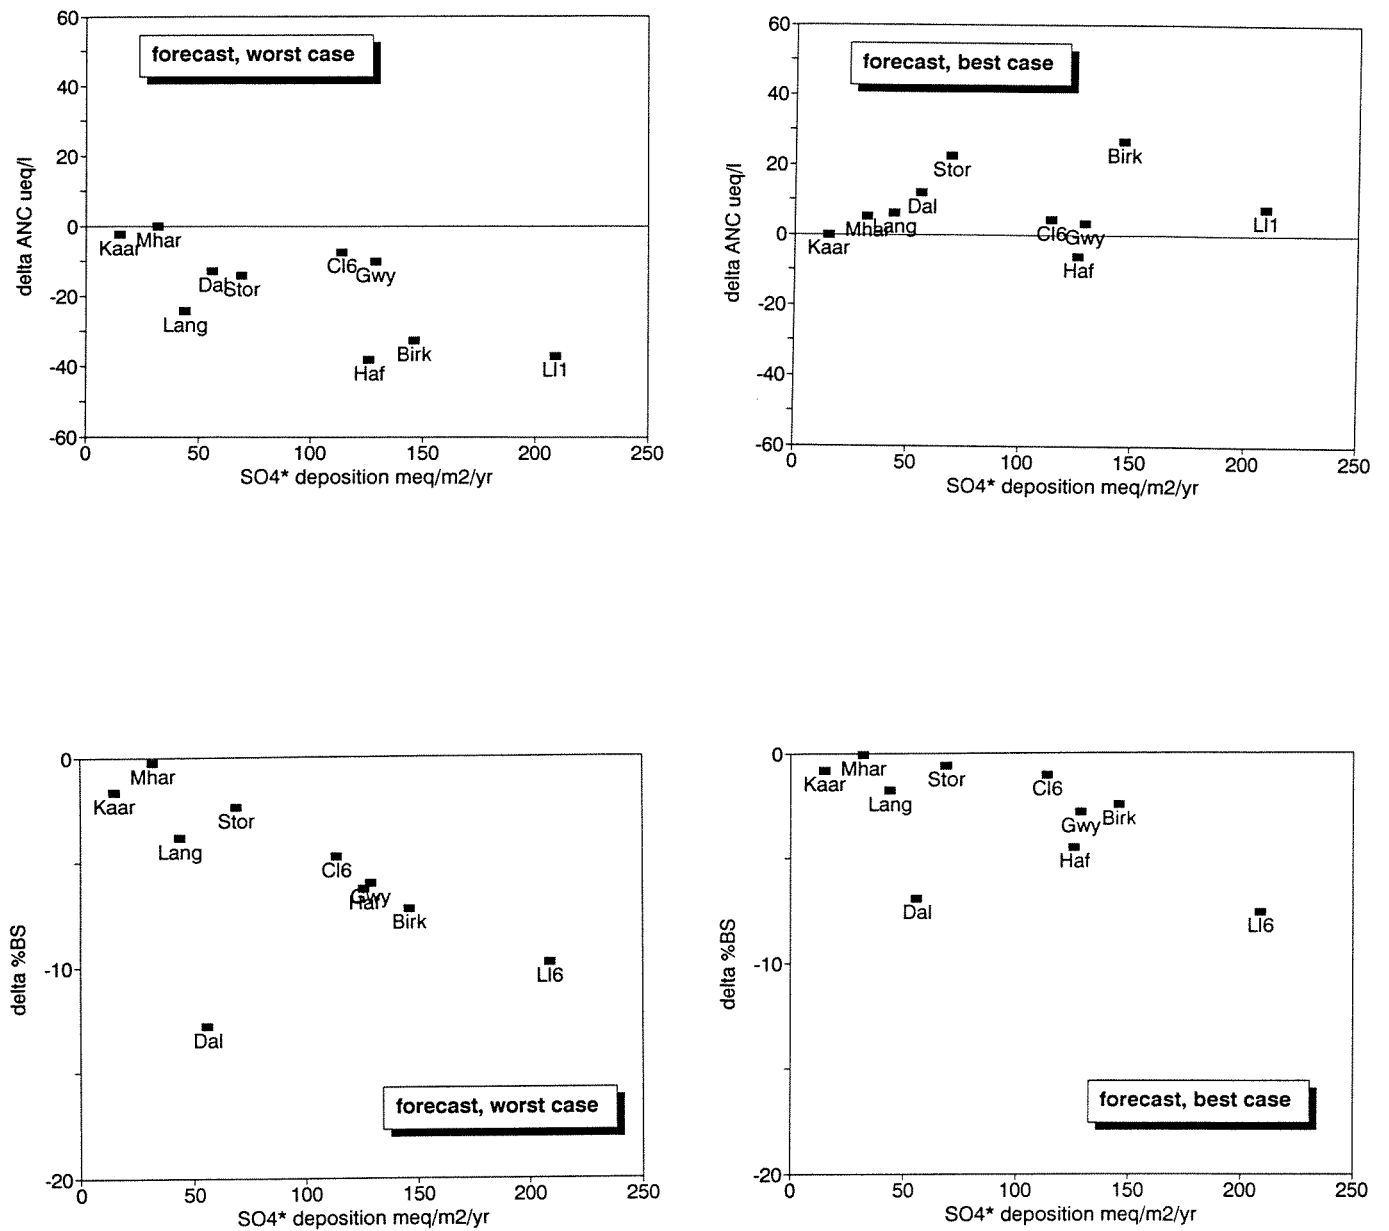 60
forecast, worst case
40
20
0
-20
-40
-60
delta ANC ueq/l
Kaar
Mhar
Dal
Stor
Lang
Cl6
Gwy
Haf
Birk
Ll1
0 50 100 150 200 250
SO4* deposition meq/m2/yr
60
forecast, best case
40
20
0
-20
-40
-60
delta ANC ueq/l
Kaar
Mhar
Lang
Dal
Stor
Cl6
Gwy
Haf
Birk
Ll1
0 50 100 150 200 250
SO4* deposition meq/m2/yr
0
-10
-20
delta %BS
Mhar
Kaar
Stor
Lang
Cl6
Gwy
Haf
Birk
Ll6
Dal
forecast, worst case
0 50 100 150 200 250
SO4* deposition meq/m2/yr
0
-10
-20
delta %BS
Mhar
Kaar
Stor
Lang
Cl6
Gwy
Birk
Haf
Dal
Ll6
forecast, best case
0 50 100 150 200 250
SO4* deposition meq/m2/yr